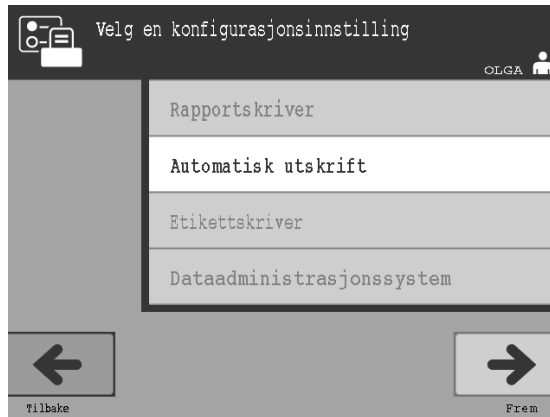 Velg en konfigurasjonsinnstilling
OLGA
Rapportskriver
Automatisk utskrift
Etikettskriver
Dataadministrasjonssystem
Tilbake
Frem